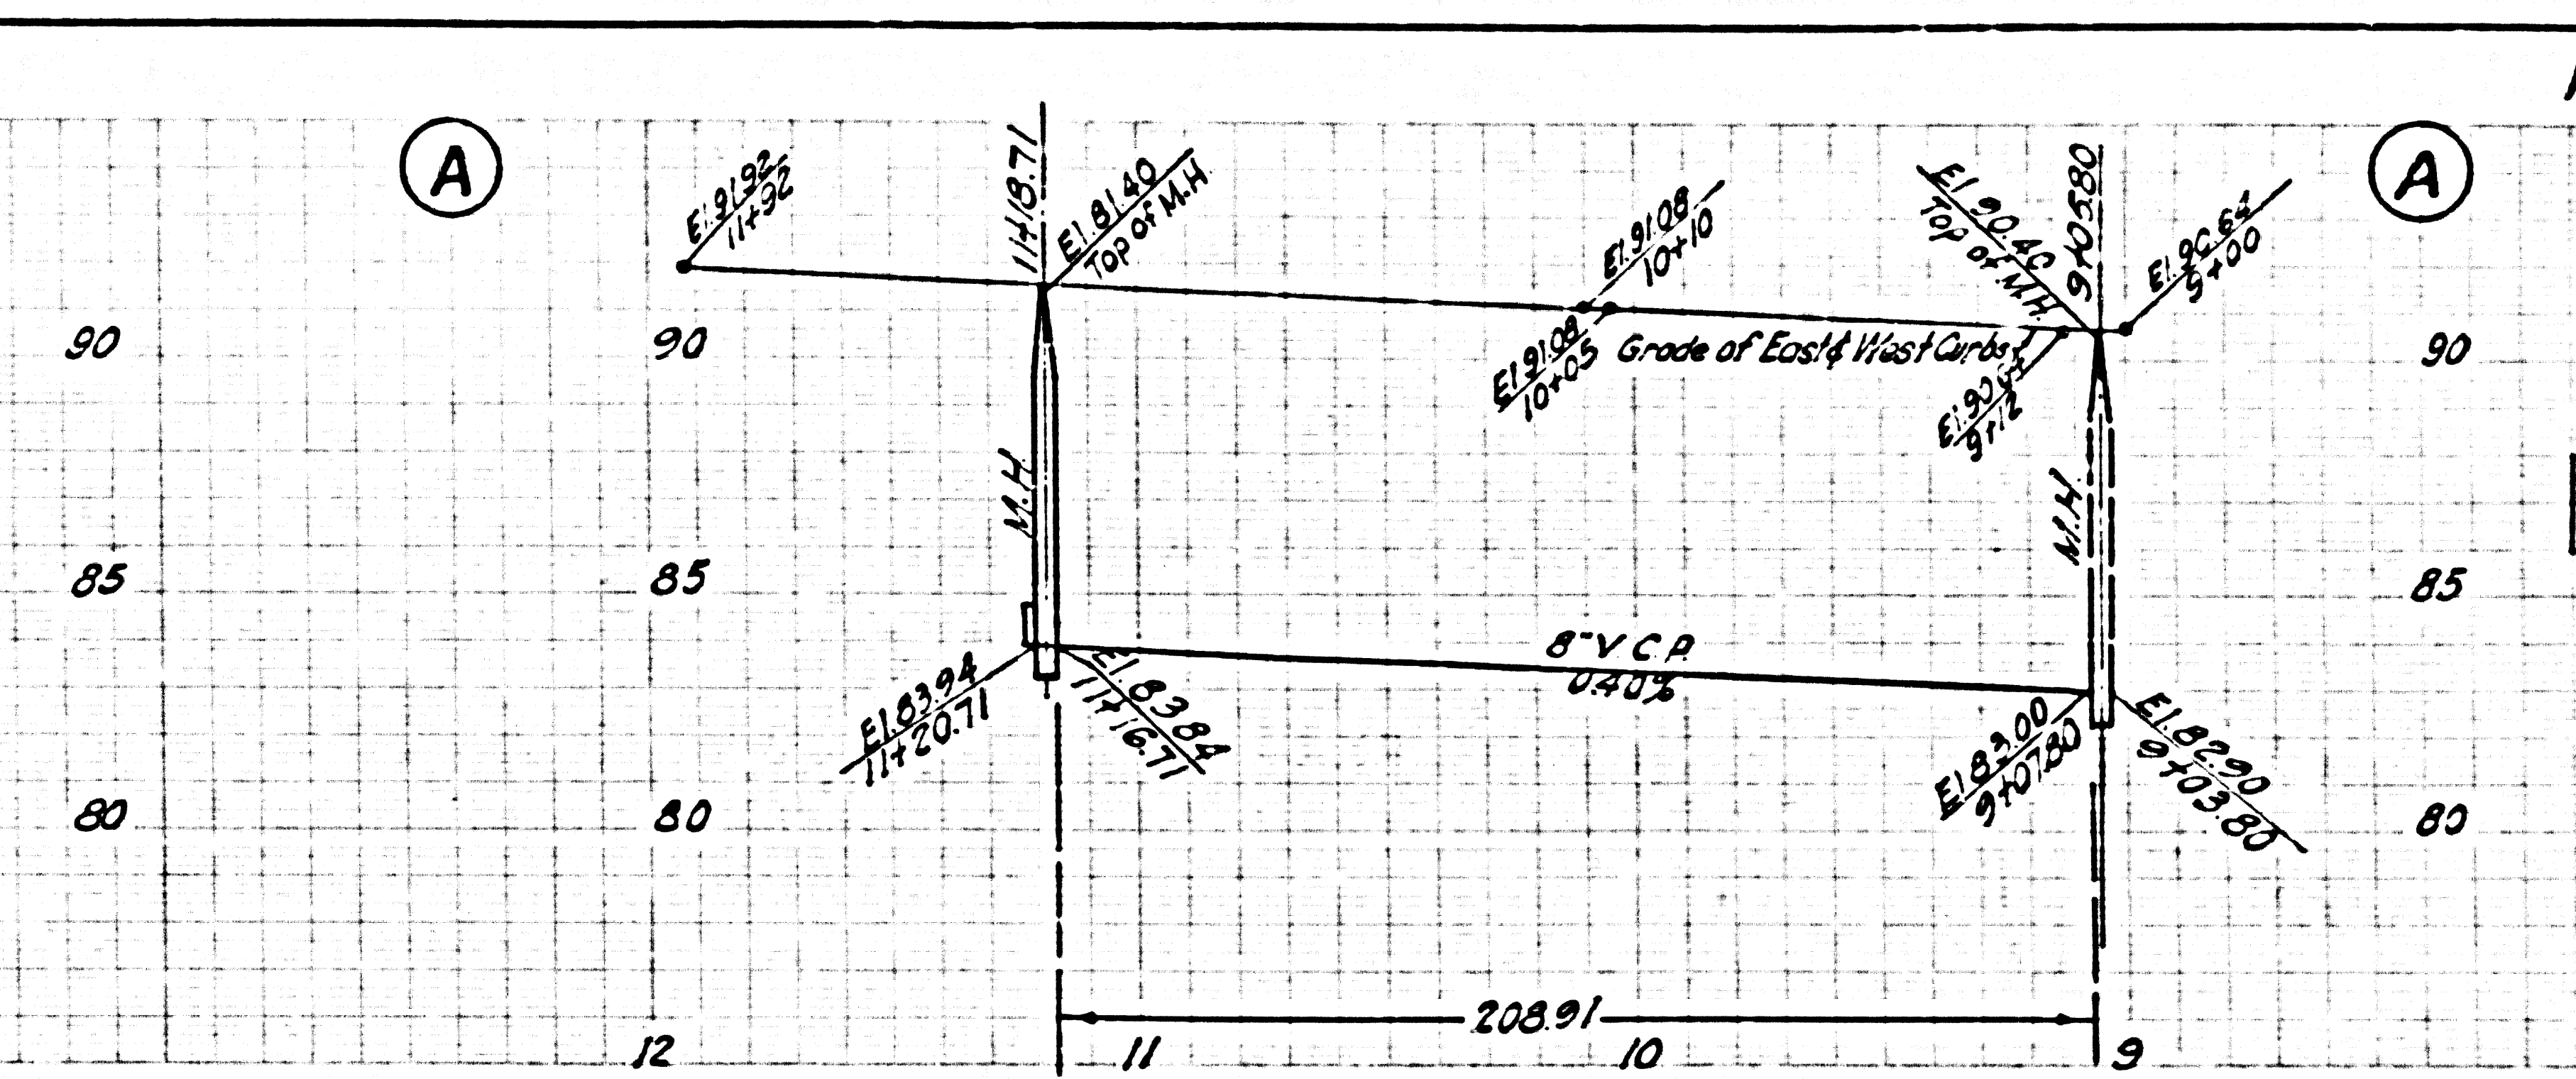 A
A
El.91.92
11+92
11+18.71
El.81.40
Top of M.H.
El.91.08
10+10
El.90.40
Top of M.H.
9+05.80
El.90.64
9+00
90
90
El.91.08
10+05
Grade of East & West Curbs
9+12
90
M.H.
M.H.
85
85
85
8" V.C.P.
0.40%
El.83.94
11+20.71
El.83.84
11+16.71
El.83.00
9+07.80
El.82.90
9+03.80
80
80
80
208.91
12
11
10
9